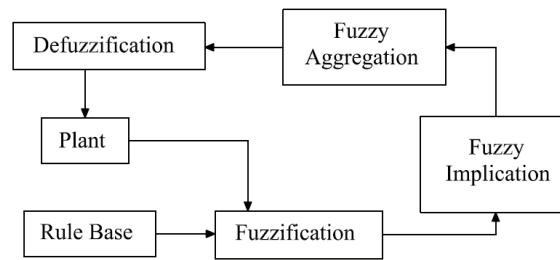 Defuzzification
Fuzzy
Aggregation
Plant
Fuzzy
Implication
Rule Base
Fuzzification